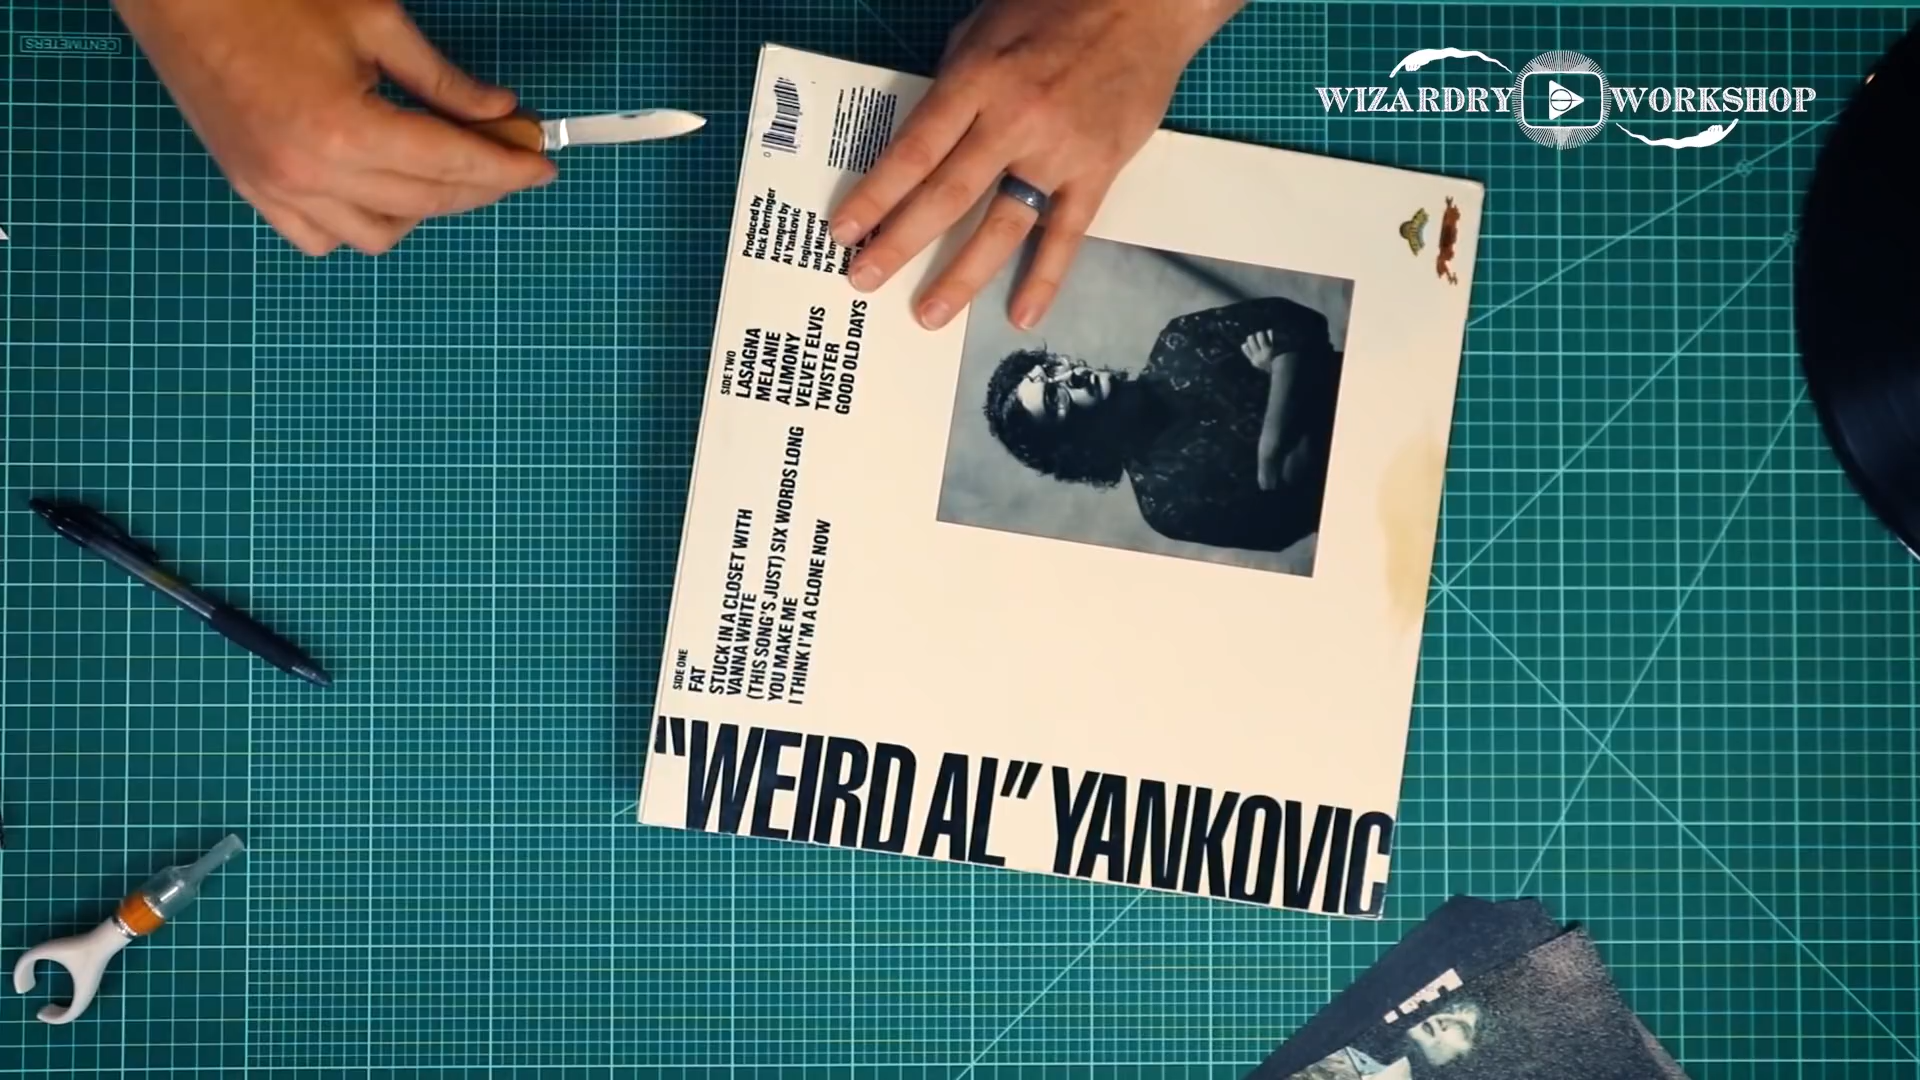 CENTIMETERS
WIZARDRY WORKSHOP
Produced by
Rick Derringer
Arranged by
Al Yankovic
Engineered
and Mixed
SIDE TWO
LASAGNA
MELANIE
ALIMONY
VELVET ELVIS
TWISTER
GOOD OLD DAYS
SIDE ONE
FAT
STUCK IN A CLOSET WITH
VANNA WHITE
(THIS SONG'S JUST) SIX WORDS LONG
YOU MAKE ME
I THINK I'M A CLONE NOW
"WEIRD AL" YANKOVIC